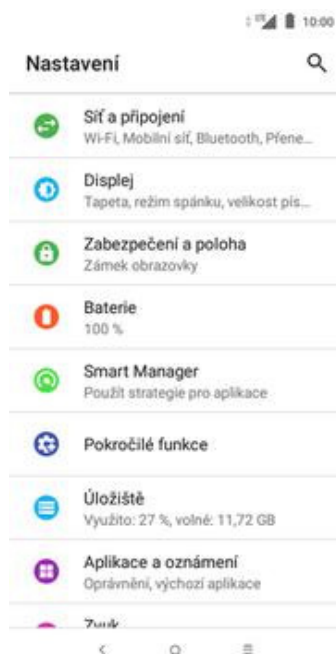 LTE 10:00
Nastavení
Síť a připojení
Wi-Fi, Mobilní síť, Bluetooth, Přene...
Displej
Tapeta, režim spánku, velikost pís...
Zabezpečení a poloha
Zámek obrazovky
Baterie
100 %
Smart Manager
Použít strategie pro aplikace
Pokročilé funkce
Úložiště
Využito: 27 %, volné: 11,72 GB
Aplikace a oznámení
Oprávnění, výchozí aplikace
Zvuk